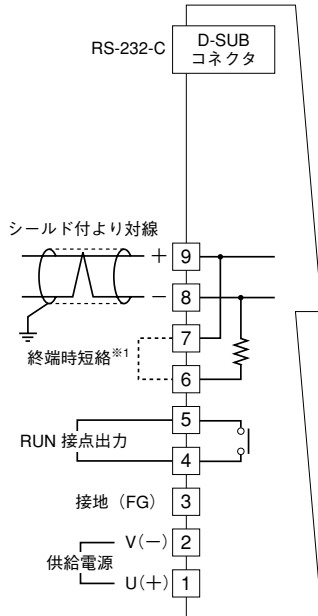 RS-232-C
D-SUB
コネクタ
シールド付より対線
+ 9
− 8
7
終端時短絡※1
6
5
RUN 接点出力
4
接地（FG） 3
V(−) 2
供給電源
U(+) 1